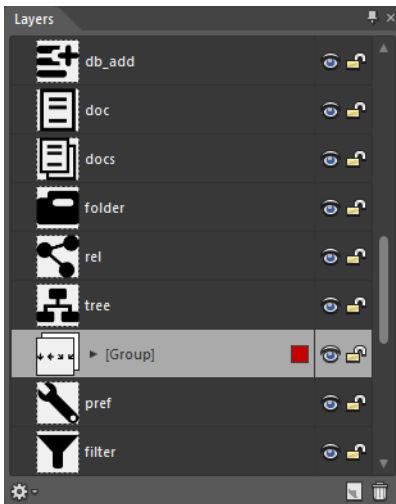 Layers
db_add
doc
docs
folder
rel
tree
[Group]
pref
filter